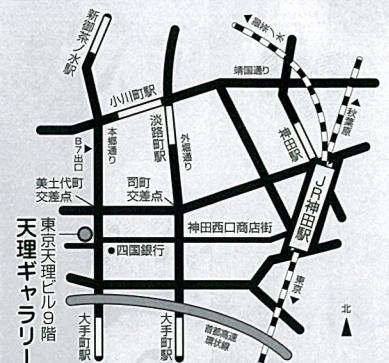 新御茶ノ水駅
御茶ノ水
靖国通り
小川町駅
淡路町駅
外堀通り
本郷通り
B7出口
神田駅
秋葉原
JR神田駅
美土代町
交差点
司町
交差点
神田西口商店街
四国銀行
東京天理ビル9階
天理ギャラリー
東京
大手町駅
大手町駅
首都高速
環状線
北